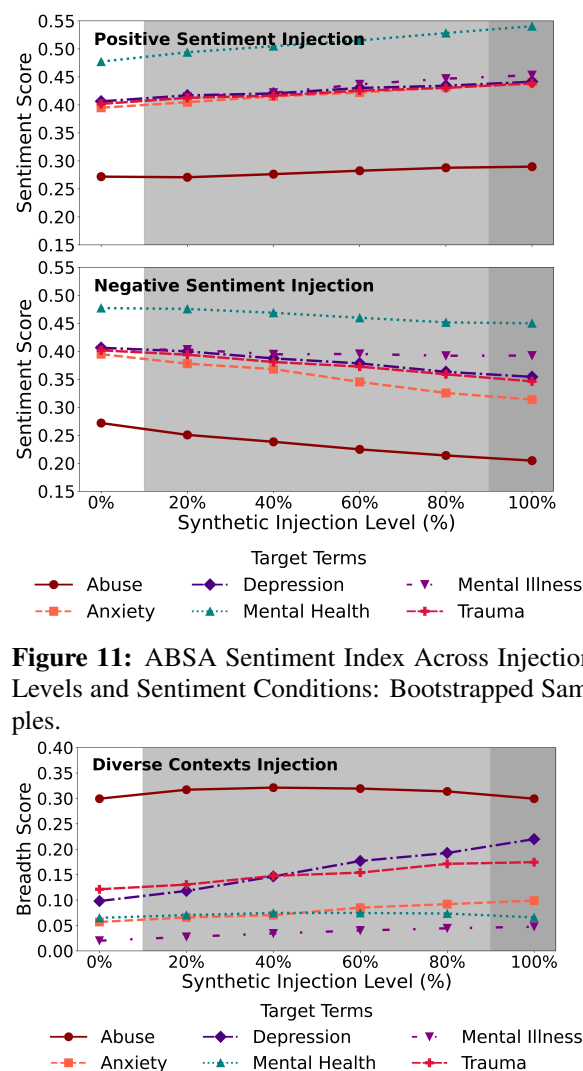 0.55
Positive Sentiment Injection
0.50
0.45
0.40
0.35
0.30
0.25
0.20
0.15
Sentiment Score
0.55
Negative Sentiment Injection
0.50
0.45
0.40
0.35
0.30
0.25
0.20
0.15
Sentiment Score
0% 20% 40% 60% 80% 100%
Synthetic Injection Level (%)
Target Terms
Abuse Depression Mental Illness
Anxiety Mental Health Trauma
Figure 11: ABSA Sentiment Index Across Injection
Levels and Sentiment Conditions: Bootstrapped Sam
ples.
0.40
Diverse Contexts Injection
0.35
0.30
0.25
0.20
0.15
0.10
0.05
0.00
Breadth Score
0% 20% 40% 60% 80% 100%
Synthetic Injection Level (%)
Target Terms
Abuse Depression Mental Illness
Anxiety Mental Health Trauma